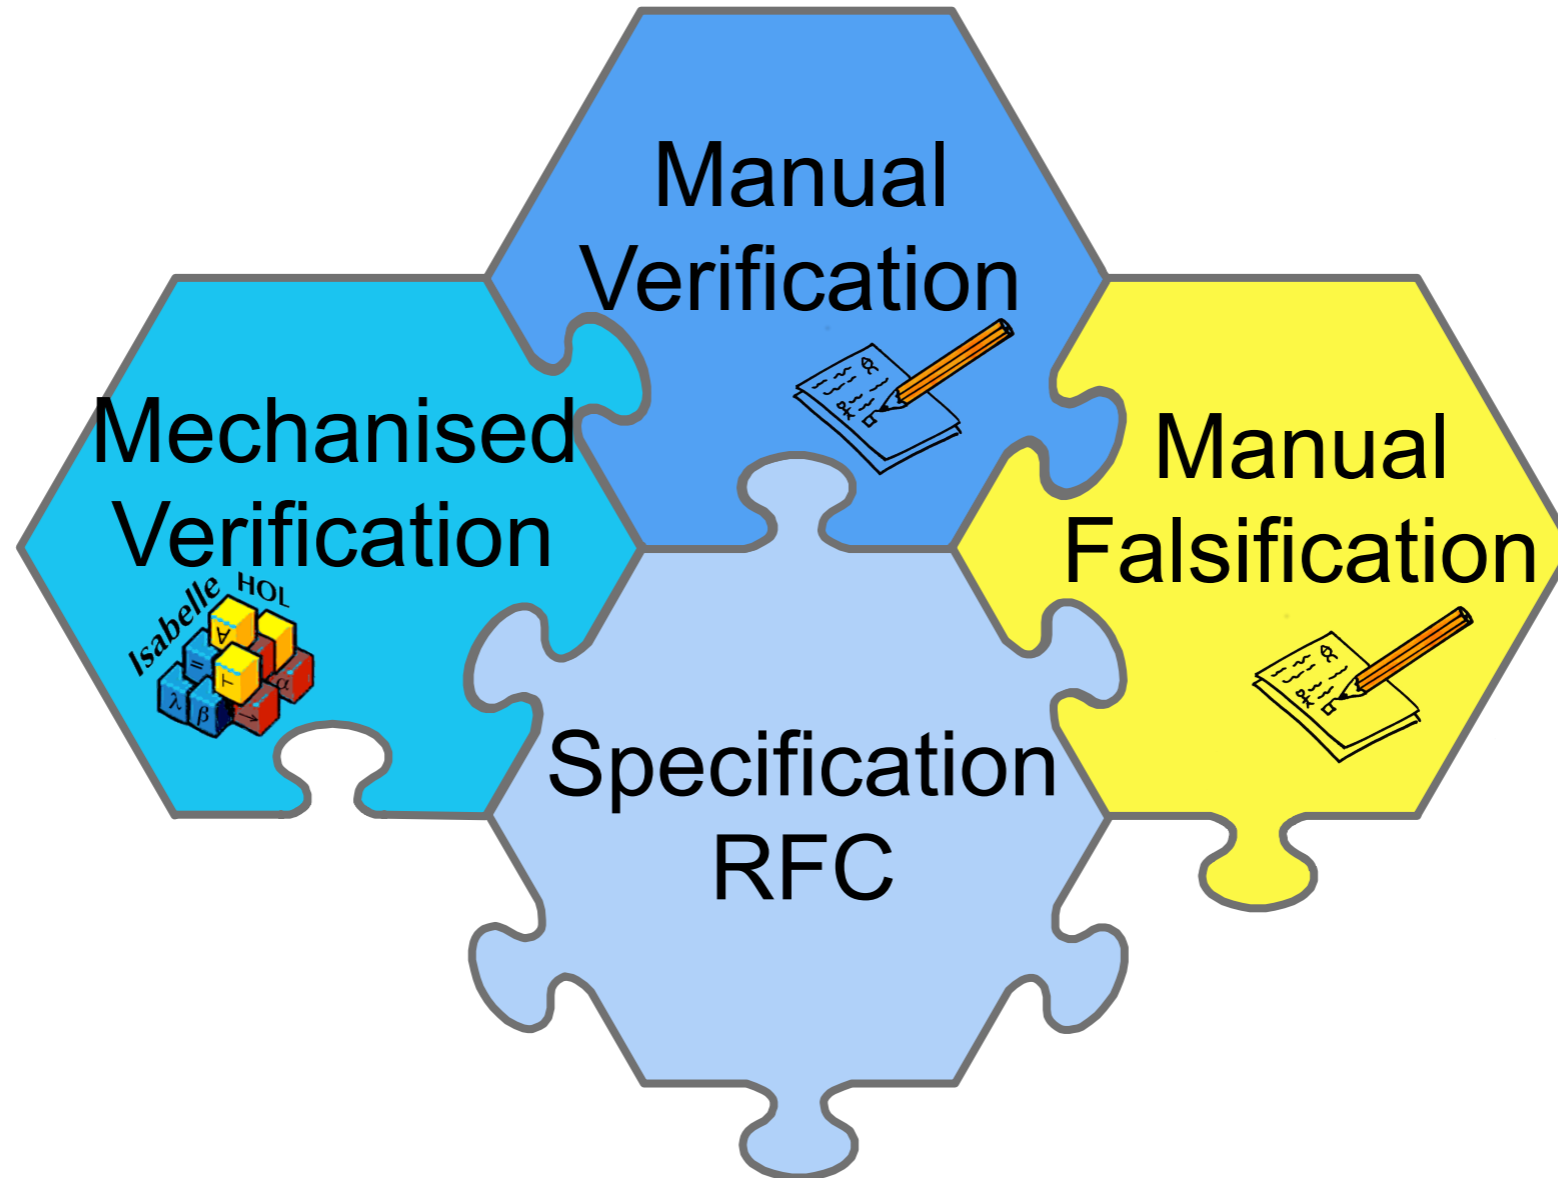 Manual
Verification
Mechanised
Verification
Isabelle
HOL
∀
=
λ
β
→
α
Manual
Falsification
Specification
RFC